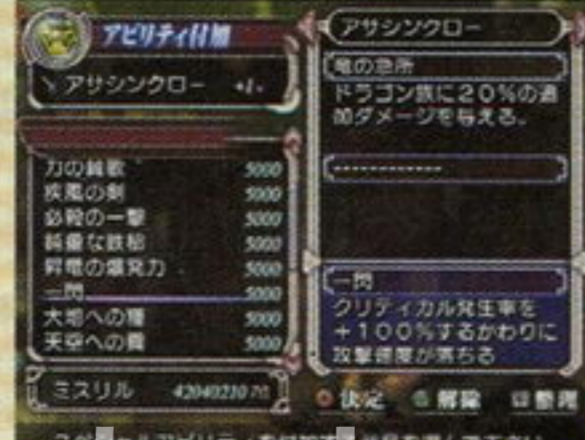 アビリティ付加
アサシンクロー +1
力の鼓歌 5000
疾風の剣 5000
必殺の一撃 5000
鈍重な鉄槌 5000
昇竜の爆発力 5000
一閃 5000
大地への 5000
天空への翼 5000
ミスリル 42040210
アサシンクロー
竜の急所
ドラゴン族に20%の追
加ダメージを与える。
------------
一閃
クリティカル発生率を
+100%するかわりに
攻撃速度が落ちる
決定 解除 整理